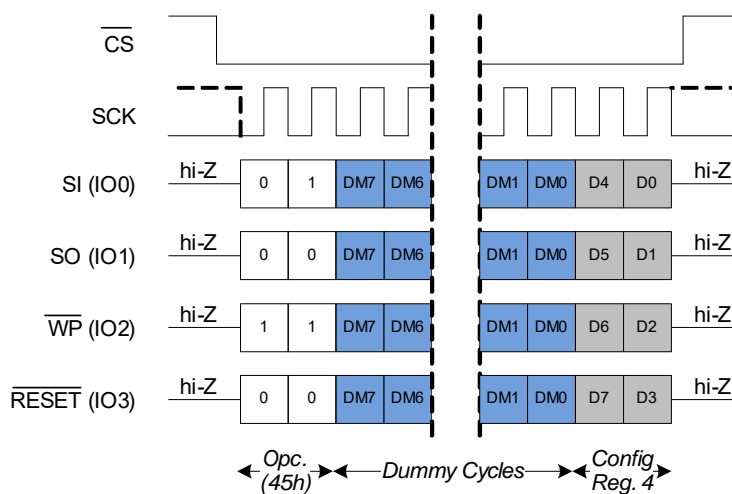 CS
SCK
hi-Z hi-Z
SI (IO0) 0 1 DM7 DM6 DM1 DM0 D4 D0
hi-Z hi-Z
SO (IO1) 0 0 DM7 DM6 DM1 DM0 D5 D1
hi-Z hi-Z
WP (IO2) 1 1 DM7 DM6 DM1 DM0 D6 D2
hi-Z hi-Z
RESET (IO3) 0 0 DM7 DM6 DM1 DM0 D7 D3
Opc. Config
(45h) Dummy Cycles Reg. 4